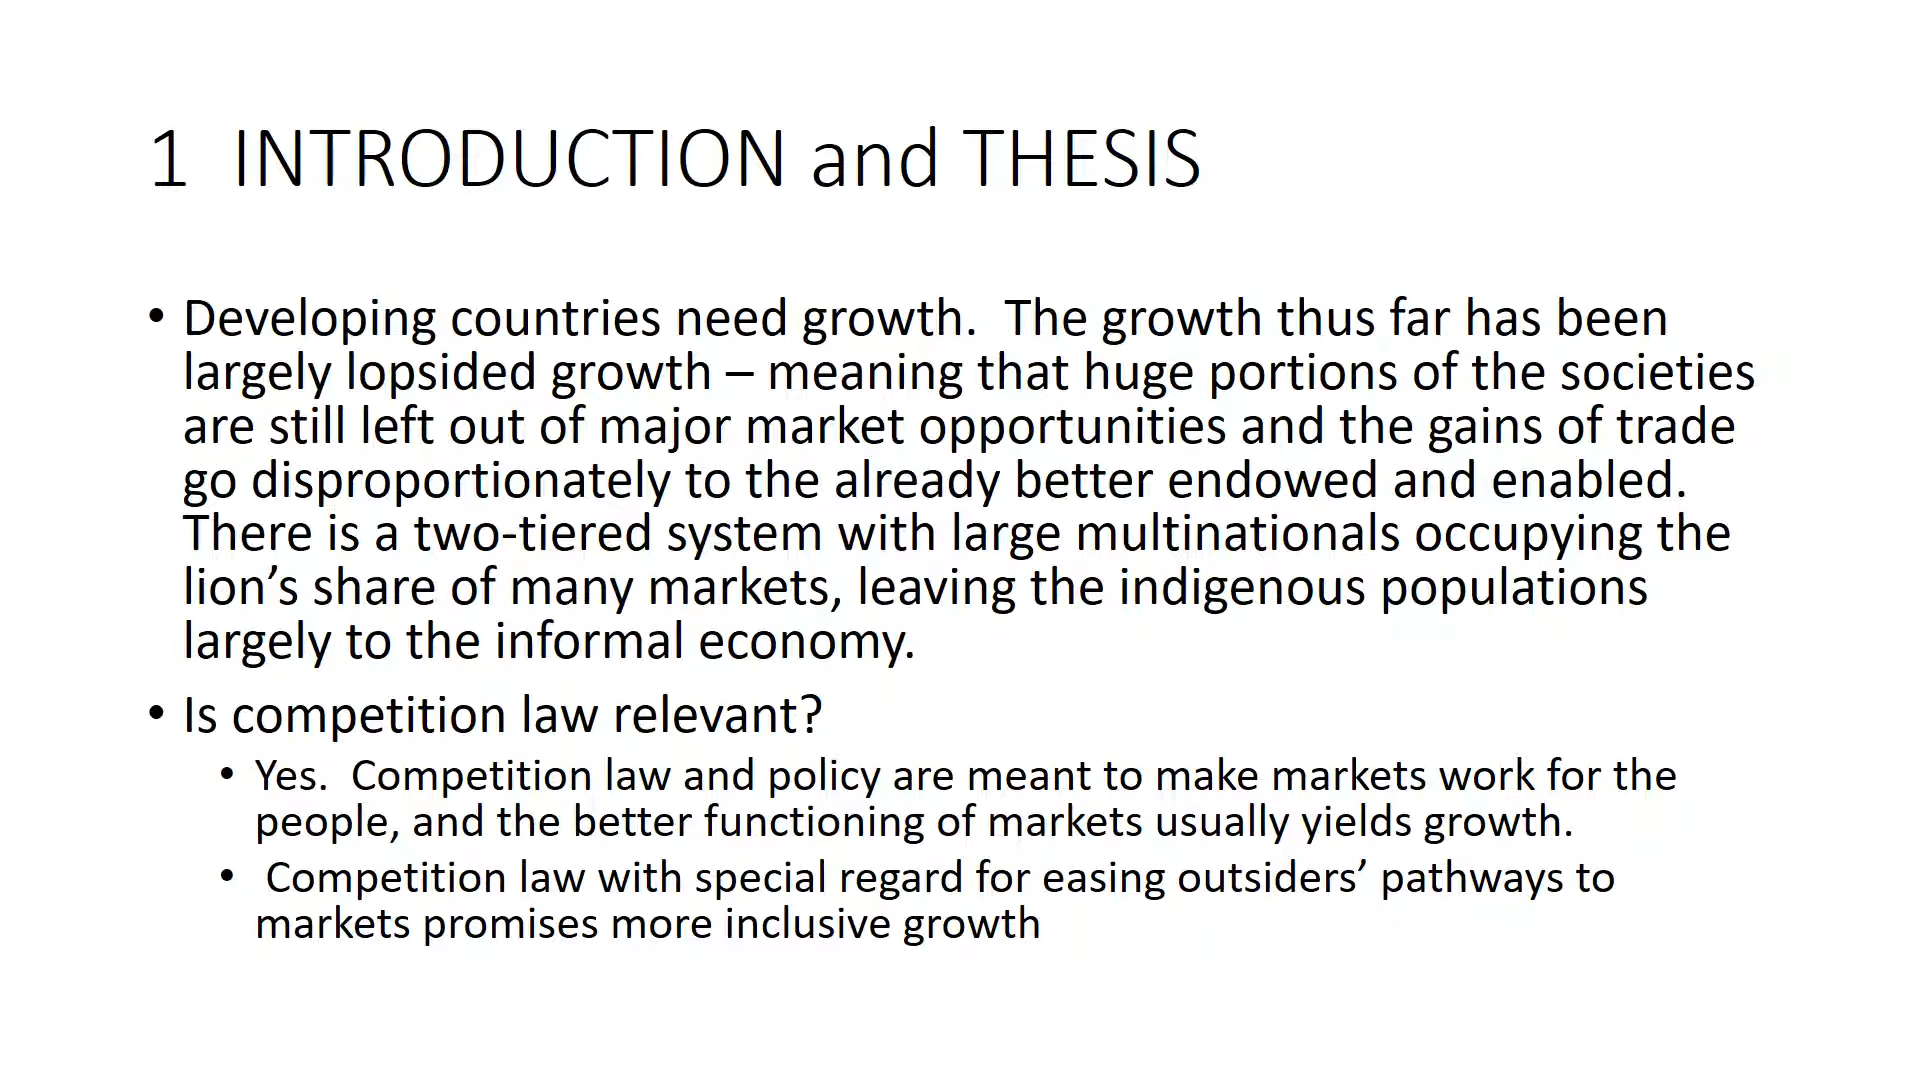 1 INTRODUCTION and THESIS
• Developing countries need growth. The growth thus far has been
largely lopsided growth – meaning that huge portions of the societies
are still left out of major market opportunities and the gains of trade
go disproportionately to the already better endowed and enabled.
There is a two-tiered system with large multinationals occupying the
lion’s share of many markets, leaving the indigenous populations
largely to the informal economy.
• Is competition law relevant?
• Yes. Competition law and policy are meant to make markets work for the
people, and the better functioning of markets usually yields growth.
• Competition law with special regard for easing outsiders’ pathways to
markets promises more inclusive growth